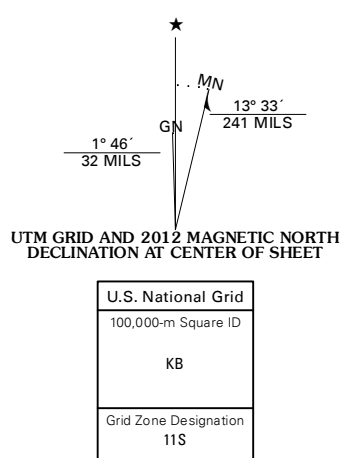 ★
. . . MN
GN
13° 33´
241 MILS
1° 46´
32 MILS
UTM GRID AND 2012 MAGNETIC NORTH
DECLINATION AT CENTER OF SHEET
U.S. National Grid
100,000-m Square ID
KB
Grid Zone Designation
11S